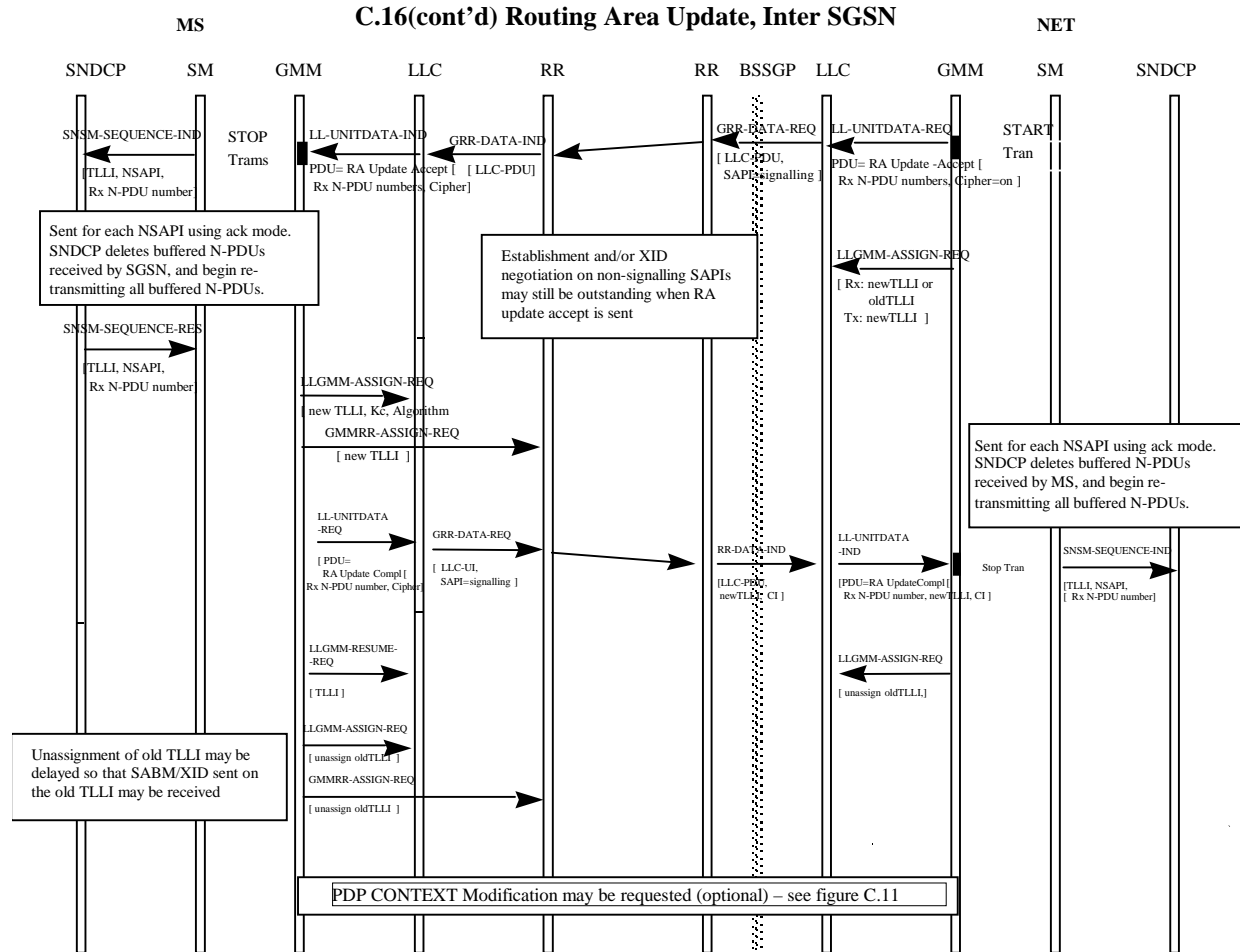 C.16(cont’d) Routing Area Update, Inter SGSN
MS
NET
SNDCP SM GMM LLC RR RR BSSGP LLC GMM SM SNDCP
SNSM-SEQUENCE-IND
[TLLI, NSAPI,
Rx N-PDU number]
STOP
Trams
LL-UNITDATA-IND
PDU= RA Update Accept [
Rx N-PDU numbers, Cipher]
GRR-DATA-IND
[ LLC-PDU]
GRR-DATA-REQ
[ LLC-PDU,
SAPI=signalling ]
LL-UNITDATA-REQ
PDU= RA Update -Accept [
Rx N-PDU numbers, Cipher=on ]
START
Tran
Sent for each NSAPI using ack mode.
SNDCP deletes buffered N-PDUs
received by SGSN, and begin re-
transmitting all buffered N-PDUs.
Establishment and/or XID
negotiation on non-signalling SAPIs
may still be outstanding when RA
update accept is sent
LLGMM-ASSIGN-REQ
[ Rx: newTLLI or
oldTLLI
Tx: newTLLI ]
SNSM-SEQUENCE-RES
[TLLI, NSAPI,
Rx N-PDU number]
LLGMM-ASSIGN-REQ
[ new TLLI, Kc, Algorithm
GMMRR-ASSIGN-REQ
[ new TLLI ]
Sent for each NSAPI using ack mode.
SNDCP deletes buffered N-PDUs
received by MS, and begin re-
transmitting all buffered N-PDUs.
LL-UNITDATA
-REQ
[ PDU=
RA Update Compl [
Rx N-PDU number, Cipher]
GRR-DATA-REQ
[ LLC-UI,
SAPI=signalling ]
RR-DATA-IND
[LLC-PDU,
newTLLI, CI ]
LL-UNITDATA
-IND
[PDU=RA UpdateCompl [
Rx N-PDU number, newTLLI, CI ]
Stop Tran
SNSM-SEQUENCE-IND
[TLLI, NSAPI,
[ Rx N-PDU number]
LLGMM-RESUME-
-REQ
[ TLLI ]
LLGMM-ASSIGN-REQ
[ unassign oldTLLI,]
LLGMM-ASSIGN-REQ
[ unassign oldTLLI ]
GMMRR-ASSIGN-REQ
[ unassign oldTLLI ]
Unassignment of old TLLI may be
delayed so that SABM/XID sent on
the old TLLI may be received
PDP CONTEXT Modification may be requested (optional) – see figure C.11